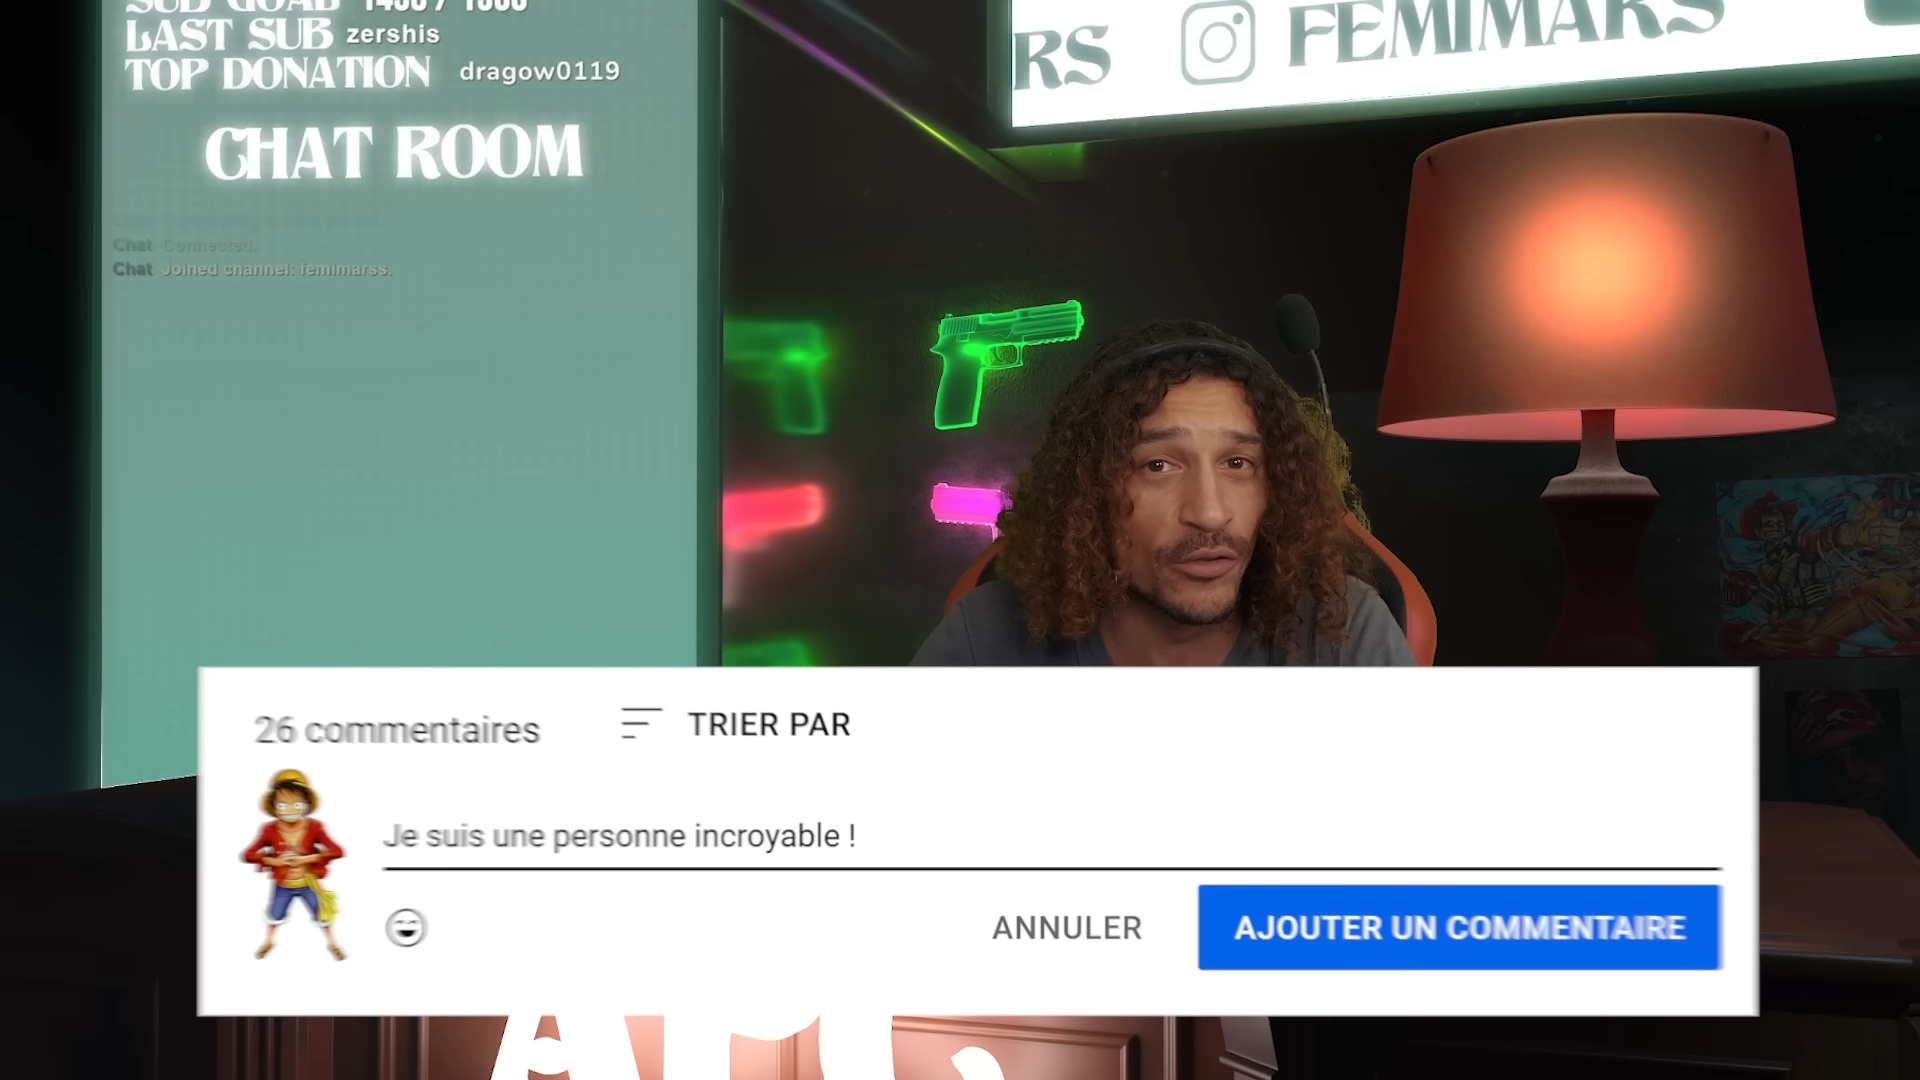 LAST SUB zershis
TOP DONATION dragow0119
CHAT ROOM
Chat Connected.
Chat Joined channel: femimarss.
RS FEMIMARS
26 commentaires TRIER PAR
Je suis une personne incroyable !
ANNULER AJOUTER UN COMMENTAIRE